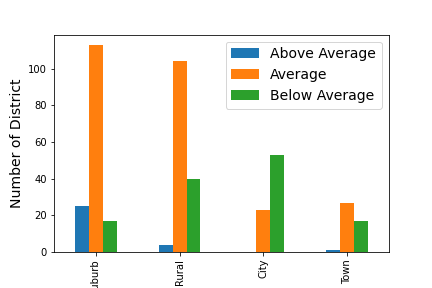 Above Average
Average
Below Average
Number of District
100
80
60
40
20
0
uburb
Rural
City
Town